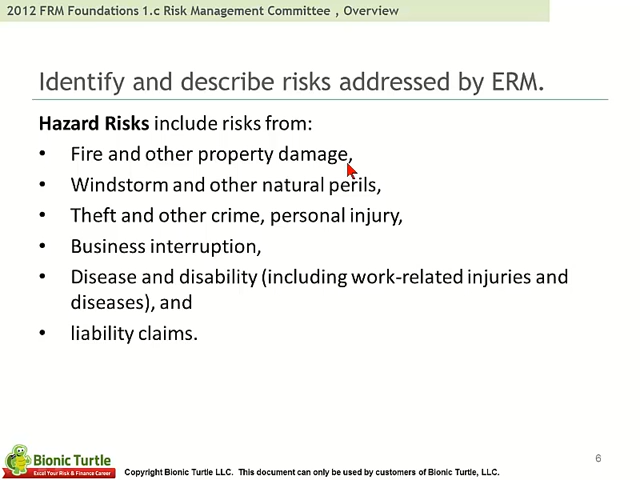 2012 FRM Foundations 1.c Risk Management Committee , Overview
Identify and describe risks addressed by ERM.
Hazard Risks include risks from:
• Fire and other property damage,
• Windstorm and other natural perils,
• Theft and other crime, personal injury,
• Business interruption,
• Disease and disability (including work-related injuries and
diseases), and
• liability claims.
6
Bionic Turtle
Excel Your Risk & Finance Career
Copyright Bionic Turtle LLC. This document can only be used by customers of Bionic Turtle, LLC.